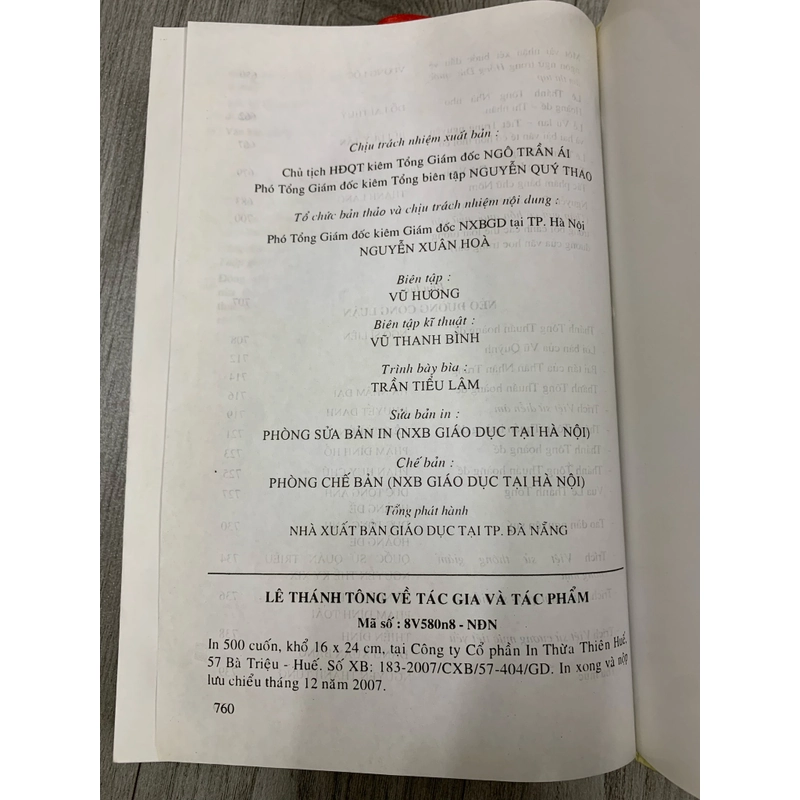 Chịu trách nhiệm xuất bản :
Chủ tịch HĐQT kiêm Tổng Giám đốc NGÔ TRẦN ÁI
Phó Tổng Giám đốc kiêm Tổng biên tập NGUYỄN QUÝ THAO
Tổ chức bản thảo và chịu trách nhiệm nội dung :
Phó Tổng Giám đốc kiêm Giám đốc NXBGD tại TP. Hà Nội
NGUYỄN XUÂN HOÀ
Biên tập :
VŨ HƯƠNG
Biên tập kĩ thuật :
VŨ THANH BÌNH
Trình bày bìa :
TRẦN TIỂU LÂM
Sửa bản in :
PHÒNG SỬA BẢN IN (NXB GIÁO DỤC TẠI HÀ NỘI)
Chế bản :
PHÒNG CHẾ BẢN (NXB GIÁO DỤC TẠI HÀ NỘI)
Tổng phát hành
NHÀ XUẤT BẢN GIÁO DỤC TẠI TP. ĐÀ NẴNG
LÊ THÁNH TÔNG VỀ TÁC GIA VÀ TÁC PHẨM
Mã số : 8V580n8 - NĐN
In 500 cuốn, khổ 16 x 24 cm, tại Công ty Cổ phần In Thừa Thiên Huế,
57 Bà Triệu - Huế. Số XB: 183-2007/CXB/57-404/GD. In xong và nộp
lưu chiểu tháng 12 năm 2007.
760